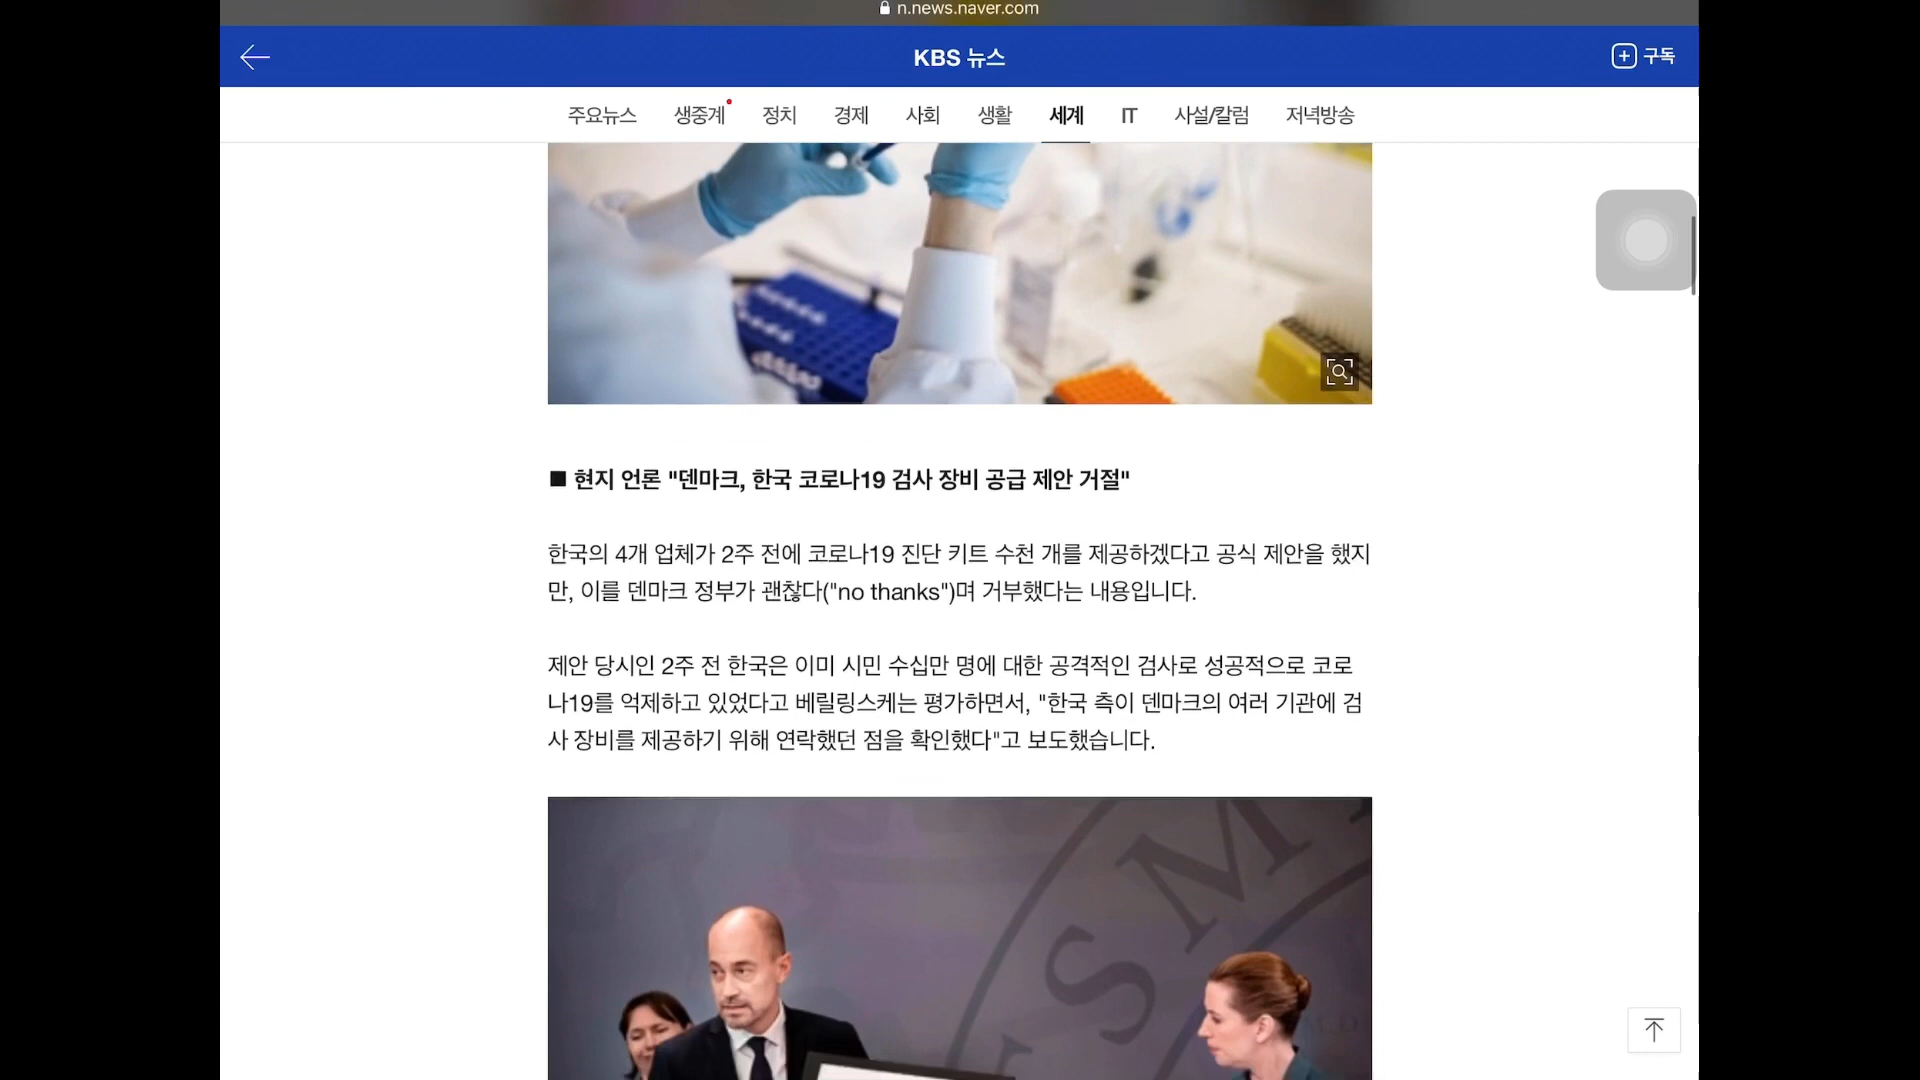 n.news.naver.com
KBS 뉴스
구독
주요뉴스 생중계 정치 경제 사회 생활 세계 IT 사설/칼럼 저녁방송
■ 현지 언론 "덴마크, 한국 코로나19 검사 장비 공급 제안 거절"
한국의 4개 업체가 2주 전에 코로나19 진단 키트 수천 개를 제공하겠다고 공식 제안을 했지
만, 이를 덴마크 정부가 괜찮다("no thanks")며 거부했다는 내용입니다.
제안 당시인 2주 전 한국은 이미 시민 수십만 명에 대한 공격적인 검사로 성공적으로 코로
나19를 억제하고 있었다고 베릴링스케는 평가하면서, "한국 측이 덴마크의 여러 기관에 검
사 장비를 제공하기 위해 연락했던 점을 확인했다"고 보도했습니다.
SM